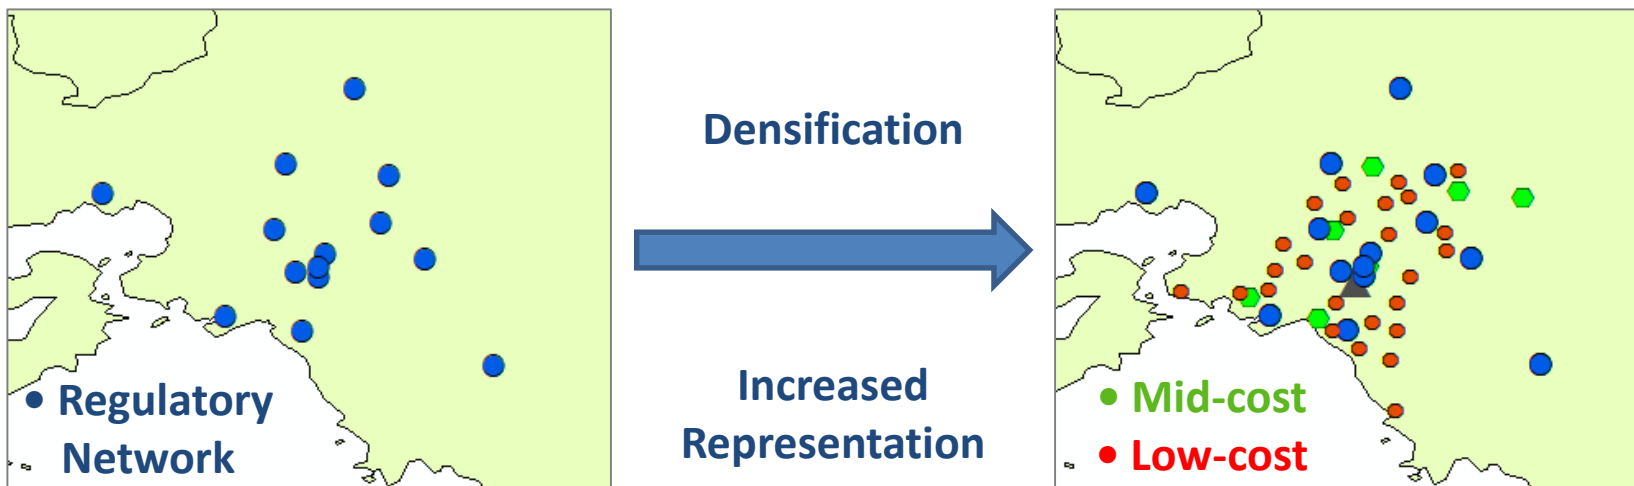 • Regulatory
Network
Densification
Increased
Representation
• Mid-cost
• Low-cost